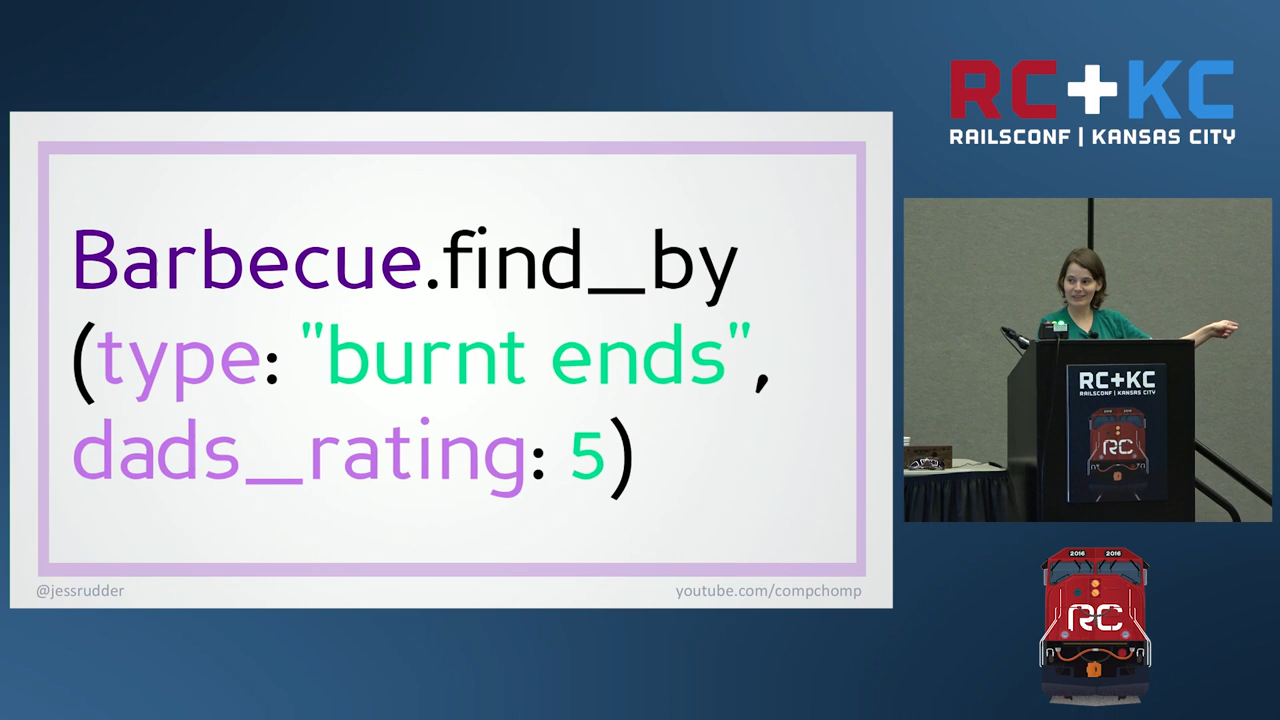 Barbecue.find_by
(type: "burnt ends",
dads_rating: 5)
@jessrudder
youtube.com/compchomp
RC+KC
RAILSCONF | KANSAS CITY
RC+KC
RAILSCONF | KANSAS CITY
RC
2016
2016
RC